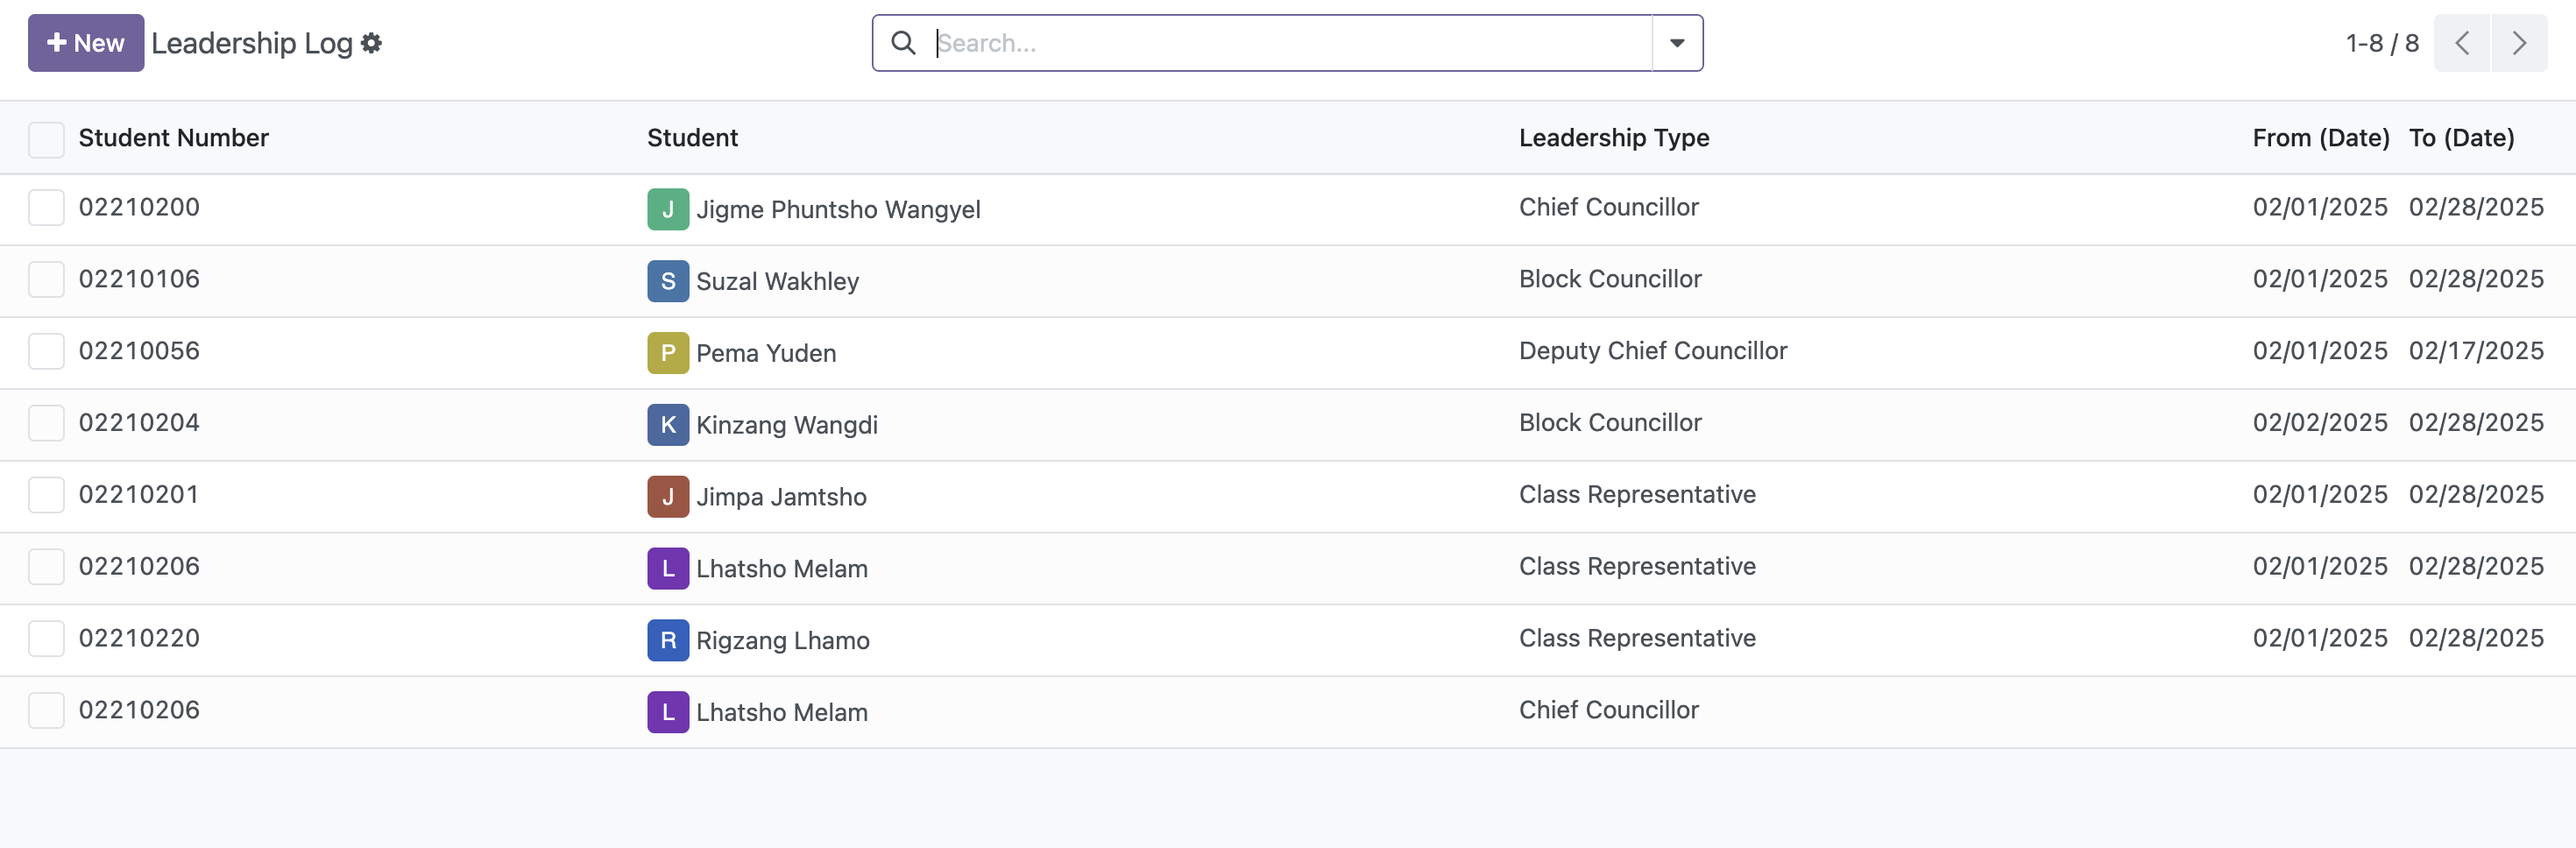 New Leadership Log Search... 1-8 / 8
Student Number Student Leadership Type From (Date) To (Date)
02210200 J Jigme Phuntsho Wangyel Chief Councillor 02/01/2025 02/28/2025
02210106 S Suzal Wakhley Block Councillor 02/01/2025 02/28/2025
02210056 P Pema Yuden Deputy Chief Councillor 02/01/2025 02/17/2025
02210204 K Kinzang Wangdi Block Councillor 02/02/2025 02/28/2025
02210201 J Jimpa Jamtsho Class Representative 02/01/2025 02/28/2025
02210206 L Lhatsho Melam Class Representative 02/01/2025 02/28/2025
02210220 R Rigzang Lhamo Class Representative 02/01/2025 02/28/2025
02210206 L Lhatsho Melam Chief Councillor